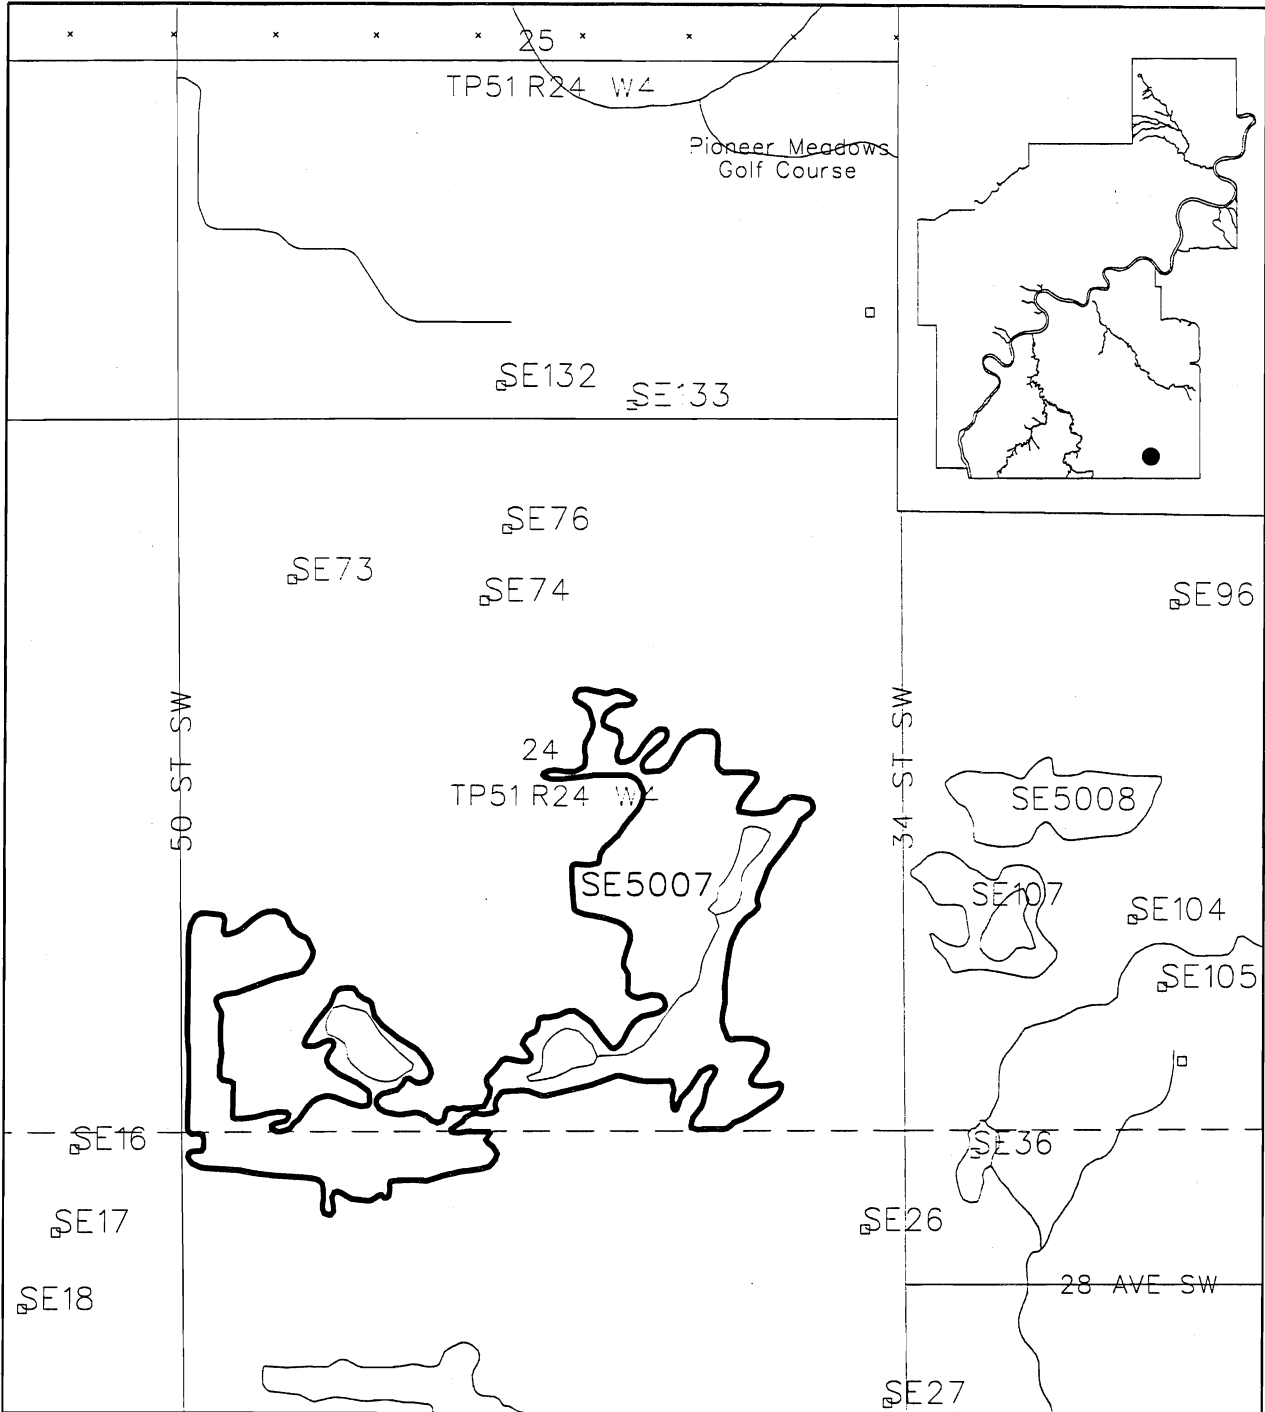 25
TP51 R24 W4
Pioneer Meadows
Golf Course
SE132
SE133
SE76
SE73
SE74
SE96
50 ST SW
34 ST SW
24
TP51 R24 W4
SE5008
SE5007
SE107
SE104
SE105
SE16
SE36
SE17
SE26
28 AVE SW
SE18
SE27